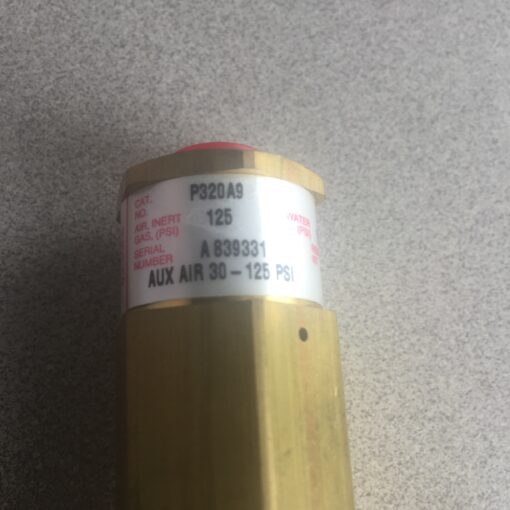 CAT. NO. P320A9
AIR, INERT GAS, (PSI) 125 WATER (PSI)
SERIAL NUMBER A 839331
AUX AIR 30 – 125 PSI